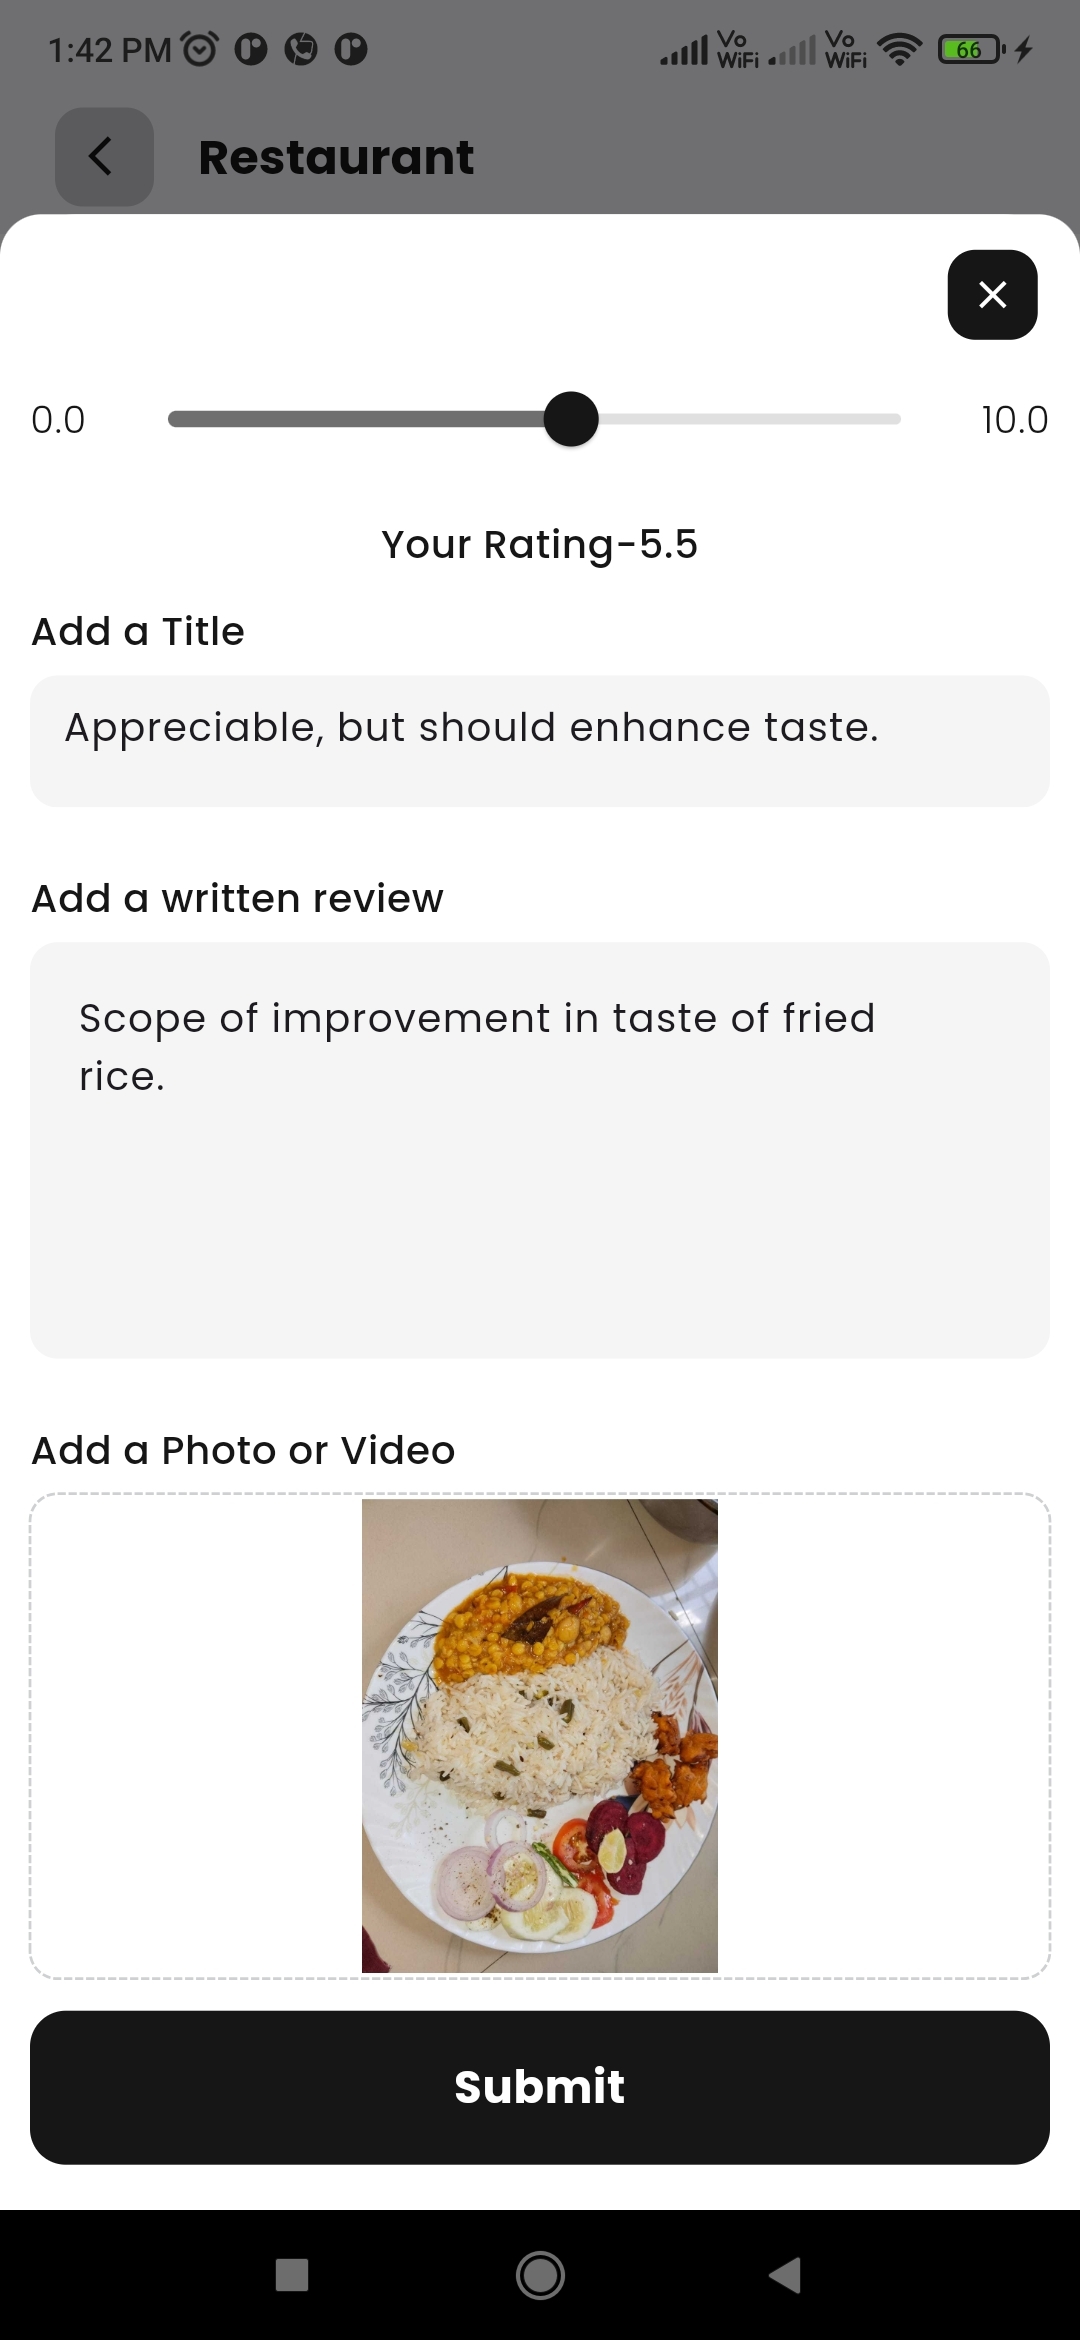 1:42 PM
Vo
WiFi
Vo
WiFi
66
Restaurant
0.0
10.0
Your Rating-5.5
Add a Title
Appreciable, but should enhance taste.
Add a written review
Scope of improvement in taste of fried
rice.
Add a Photo or Video
Submit